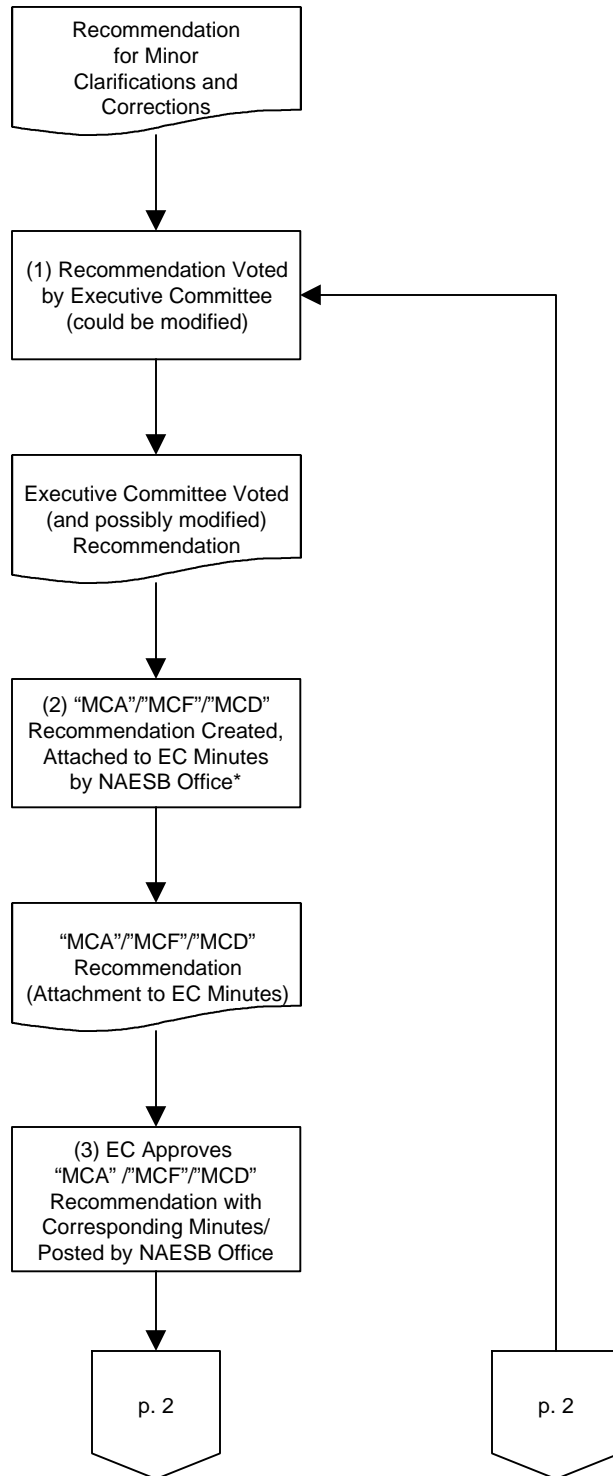 Recommendation
for Minor
Clarifications and
Corrections
(1) Recommendation Voted
by Executive Committee
(could be modified)
Executive Committee Voted
(and possibly modified)
Recommendation
(2) “MCA”/”MCF”/”MCD”
Recommendation Created,
Attached to EC Minutes
by NAESB Office*
“MCA”/”MCF”/”MCD”
Recommendation
(Attachment to EC Minutes)
(3) EC Approves
“MCA” /”MCF”/”MCD”
Recommendation with
Corresponding Minutes/
Posted by NAESB Office
p. 2
p. 2